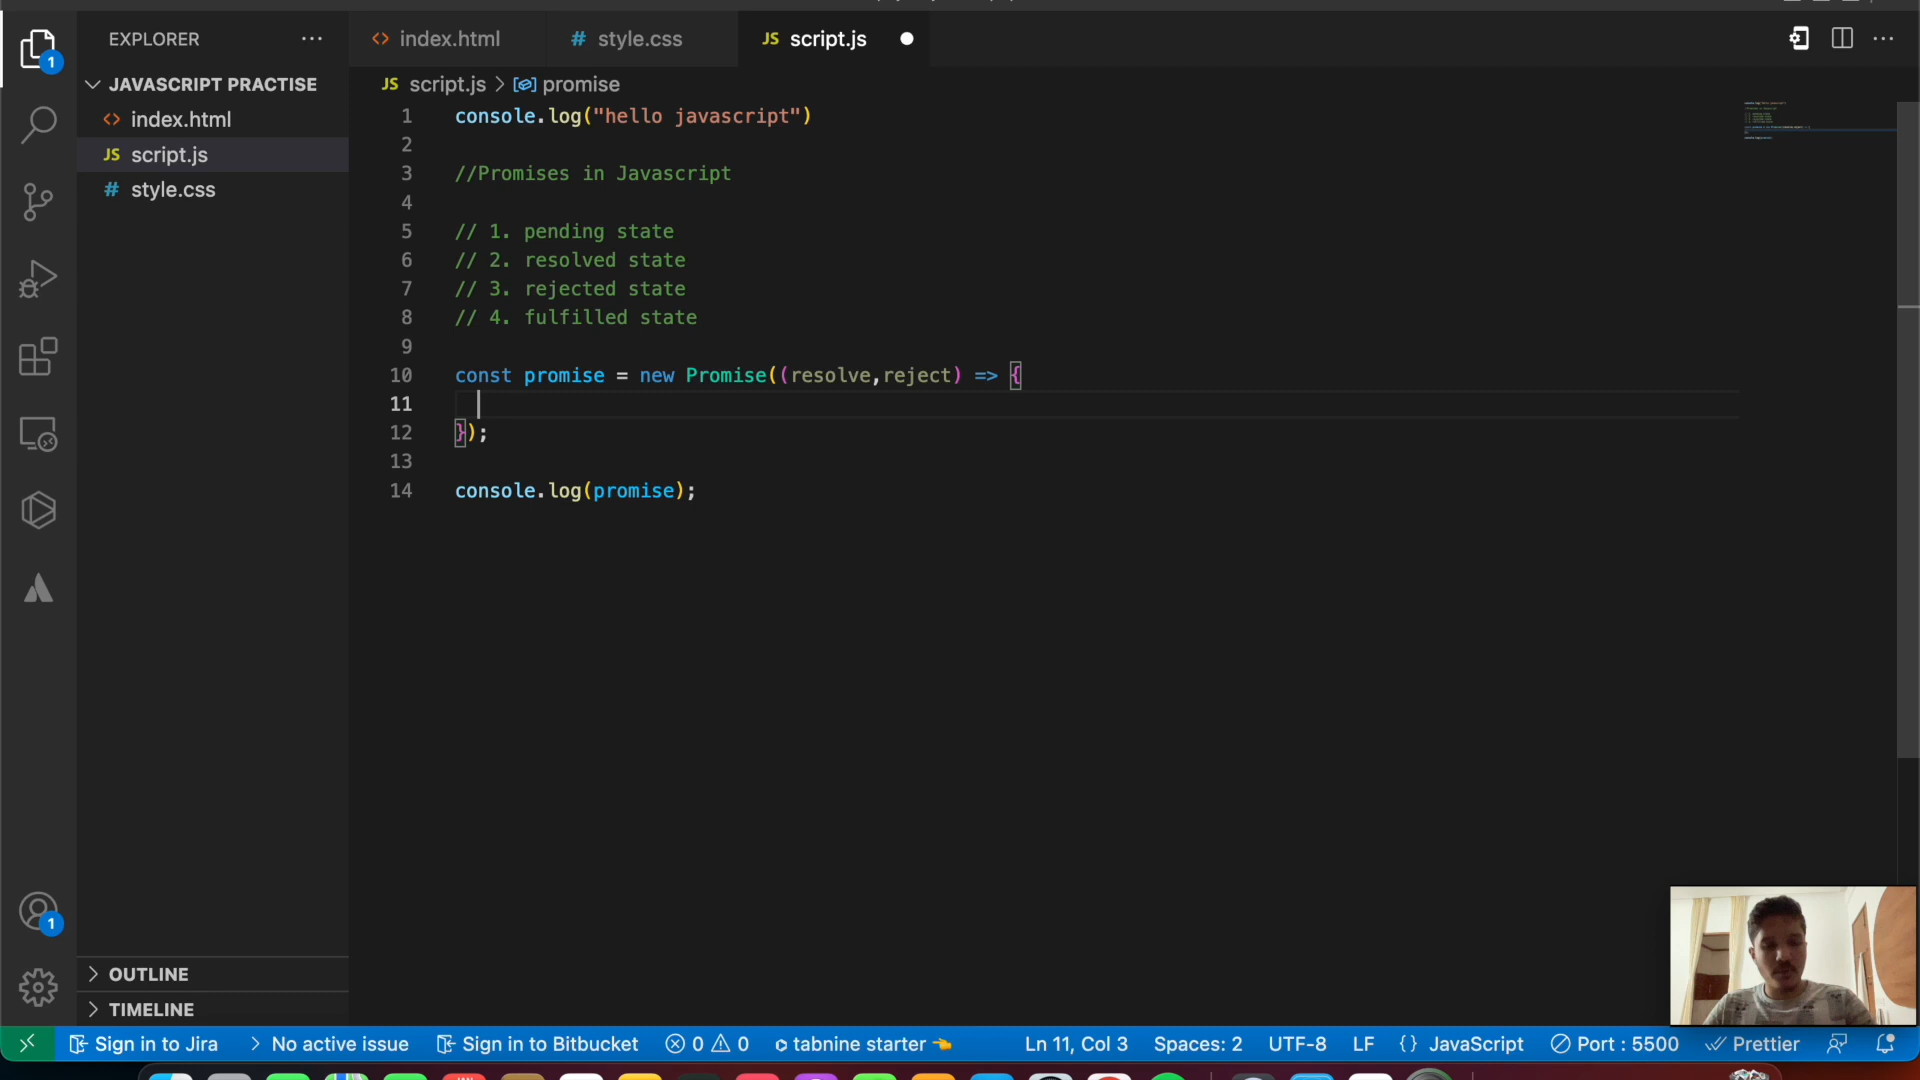 EXPLORER
index.html
style.css
JS script.js
1
JAVASCRIPT PRACTISE
index.html
JS script.js
style.css
JS script.js > promise
1 console.log("hello javascript")
2
3 //Promises in Javascript
4
5 // 1. pending state
6 // 2. resolved state
7 // 3. rejected state
8 // 4. fulfilled state
9
10 const promise = new Promise((resolve,reject) => {
11
12 });
13
14 console.log(promise);
1
OUTLINE
TIMELINE
Sign in to Jira No active issue Sign in to Bitbucket 0 0 tabnine starter Ln 11, Col 3 Spaces: 2 UTF-8 LF {} JavaScript Port : 5500 Prettier